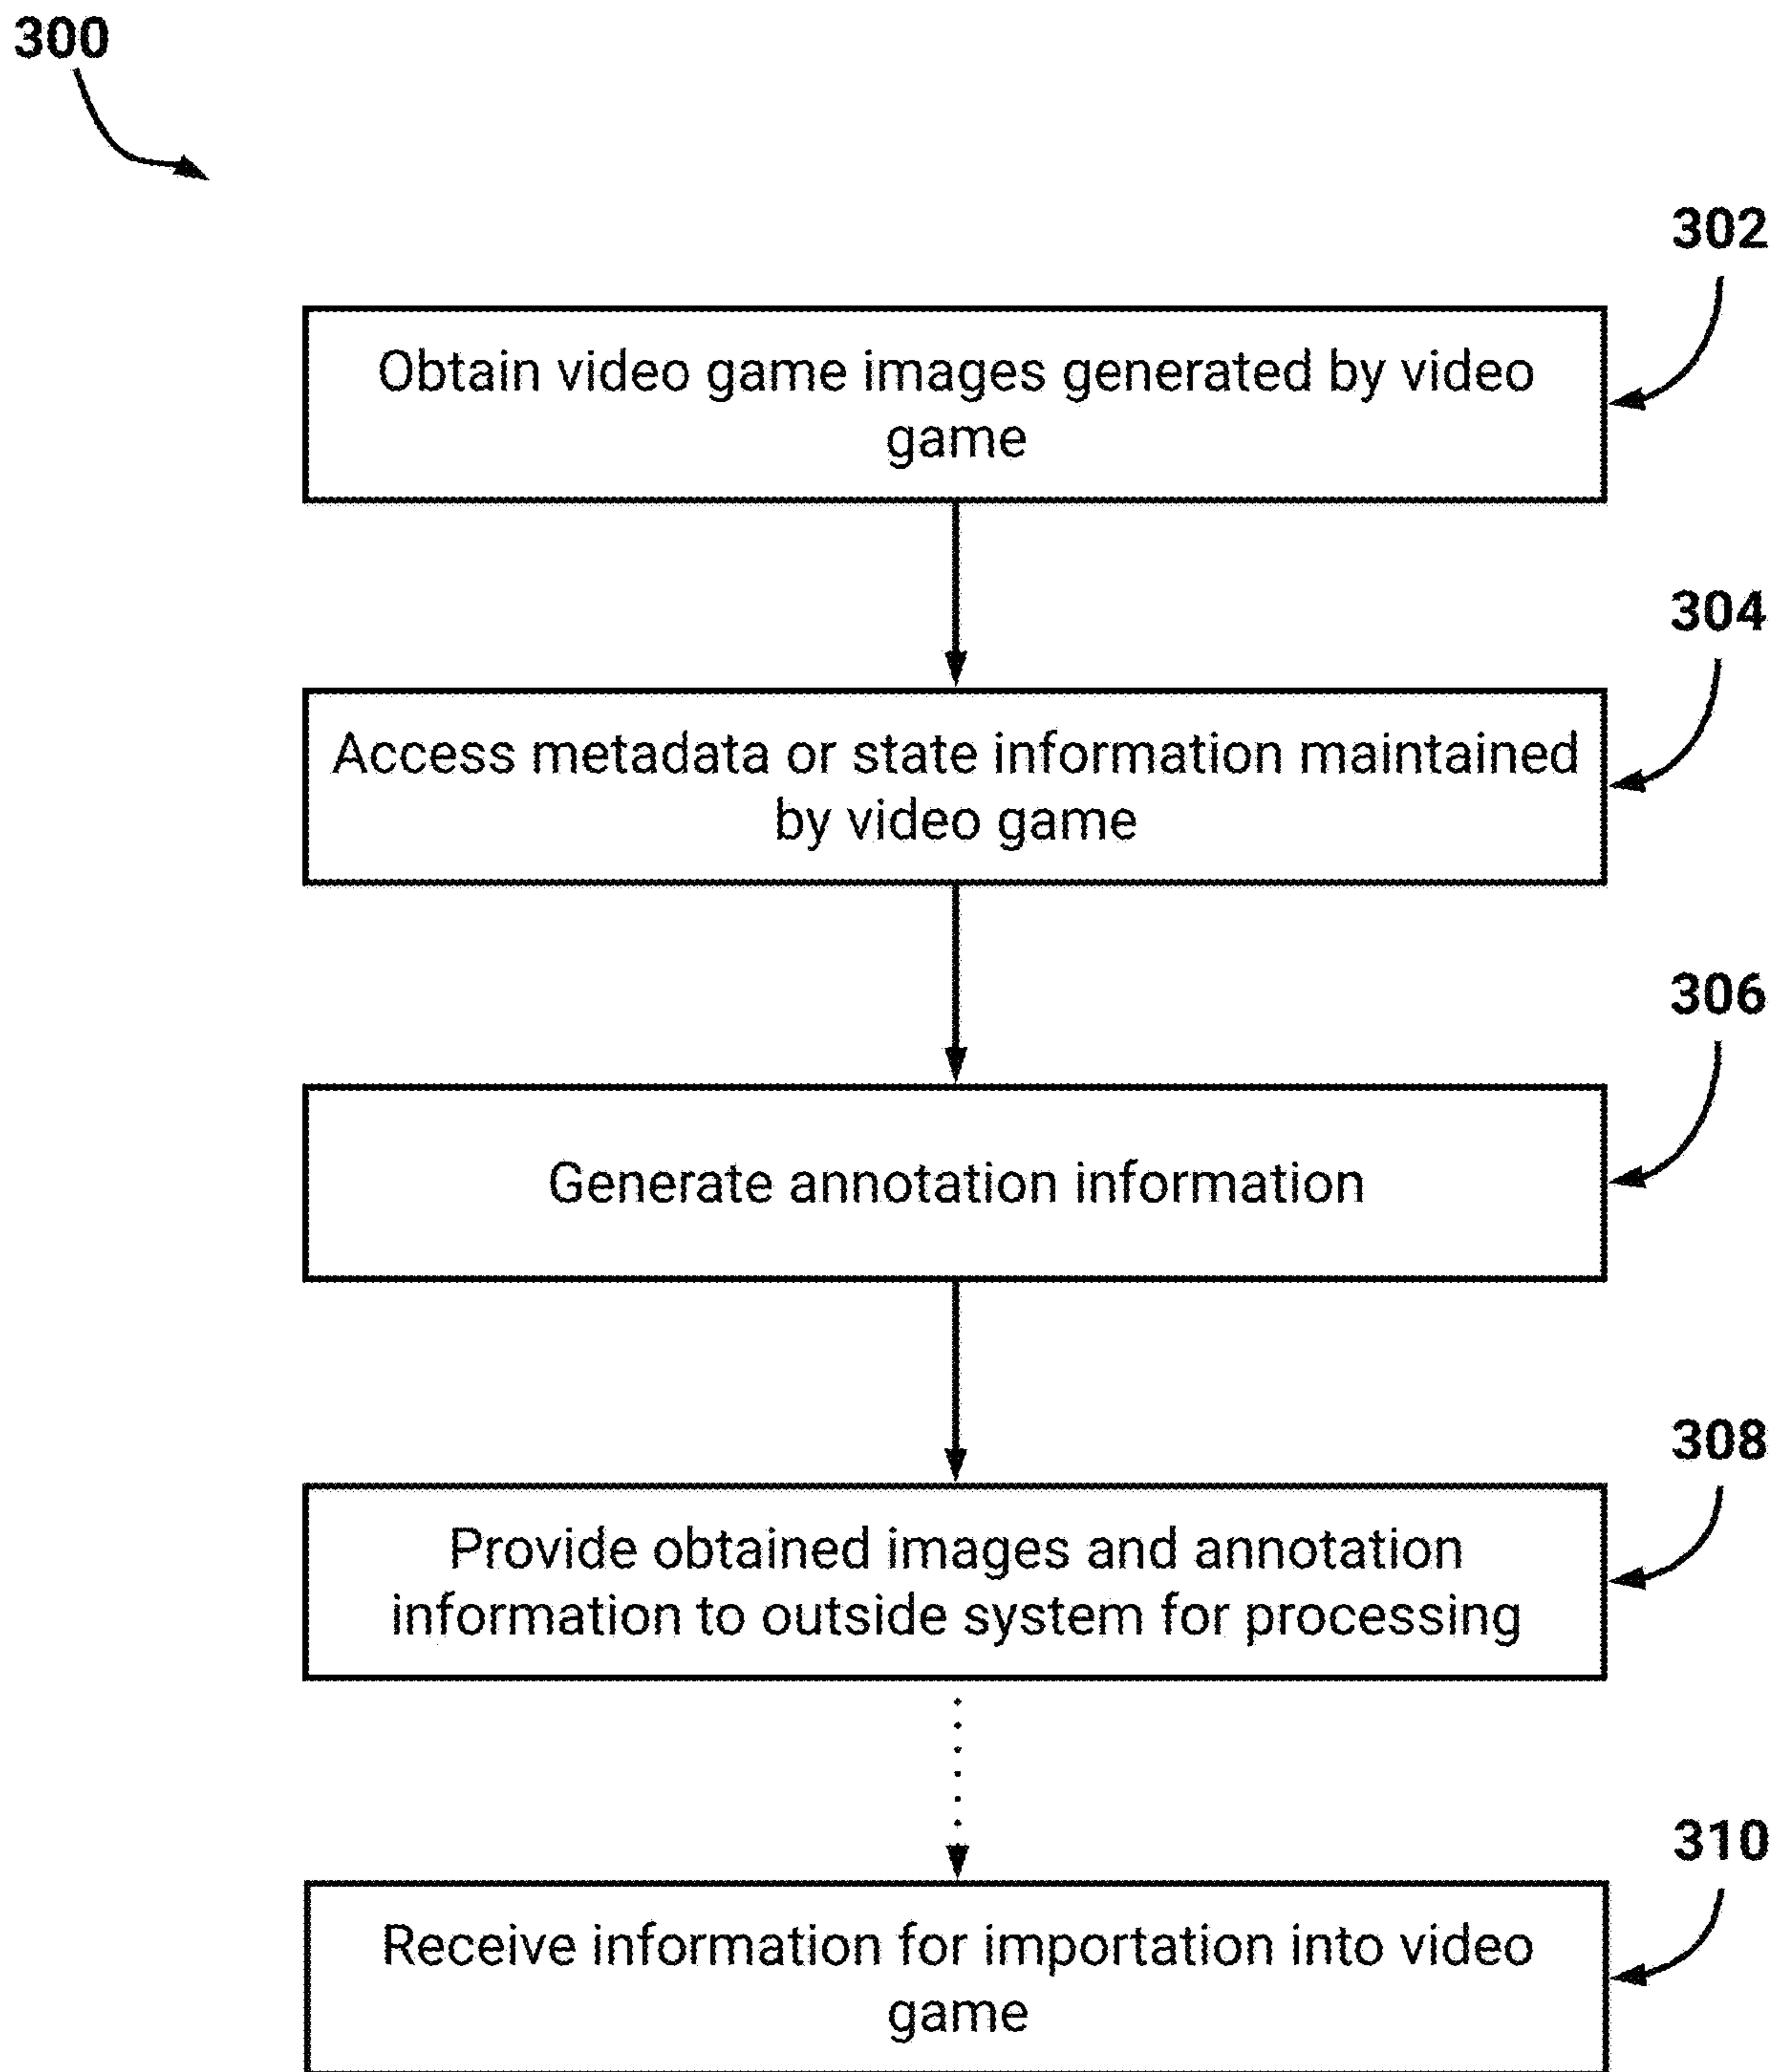 300
302
Obtain video game images generated by video
game
304
Access metadata or state information maintained
by video game
306
Generate annotation information
308
Provide obtained images and annotation
information to outside system for processing
310
Receive information for importation into video
game